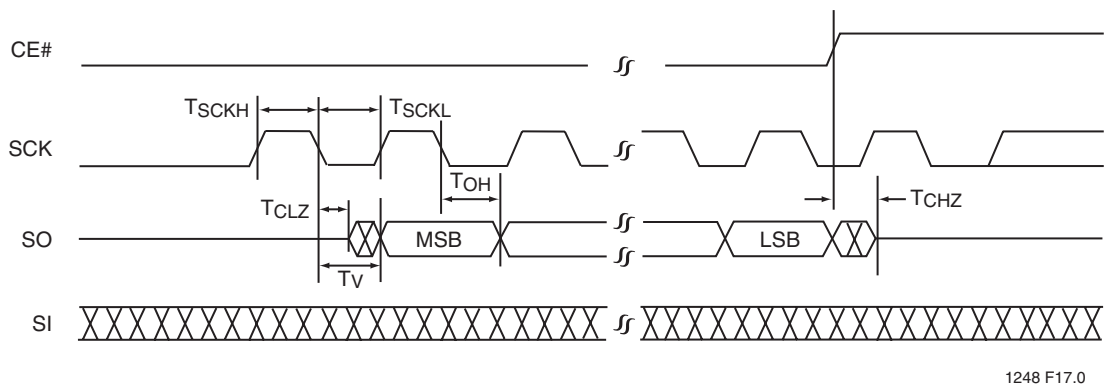 CE#
TSCKH
TSCKL
SCK
TOH
TCLZ
TCHZ
SO
MSB
LSB
TV
SI
1248 F17.0